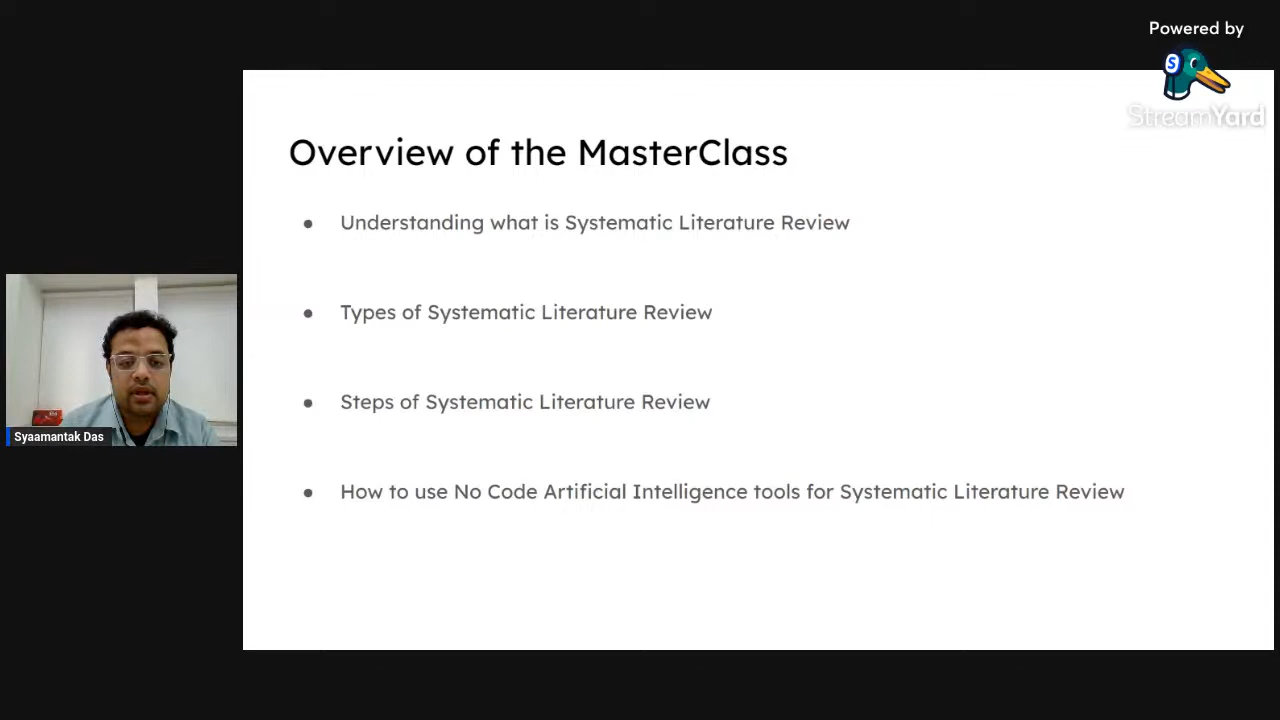 Powered by
StreamYard
Overview of the MasterClass
● Understanding what is Systematic Literature Review
● Types of Systematic Literature Review
● Steps of Systematic Literature Review
● How to use No Code Artificial Intelligence tools for Systematic Literature Review
Syaamantak Das